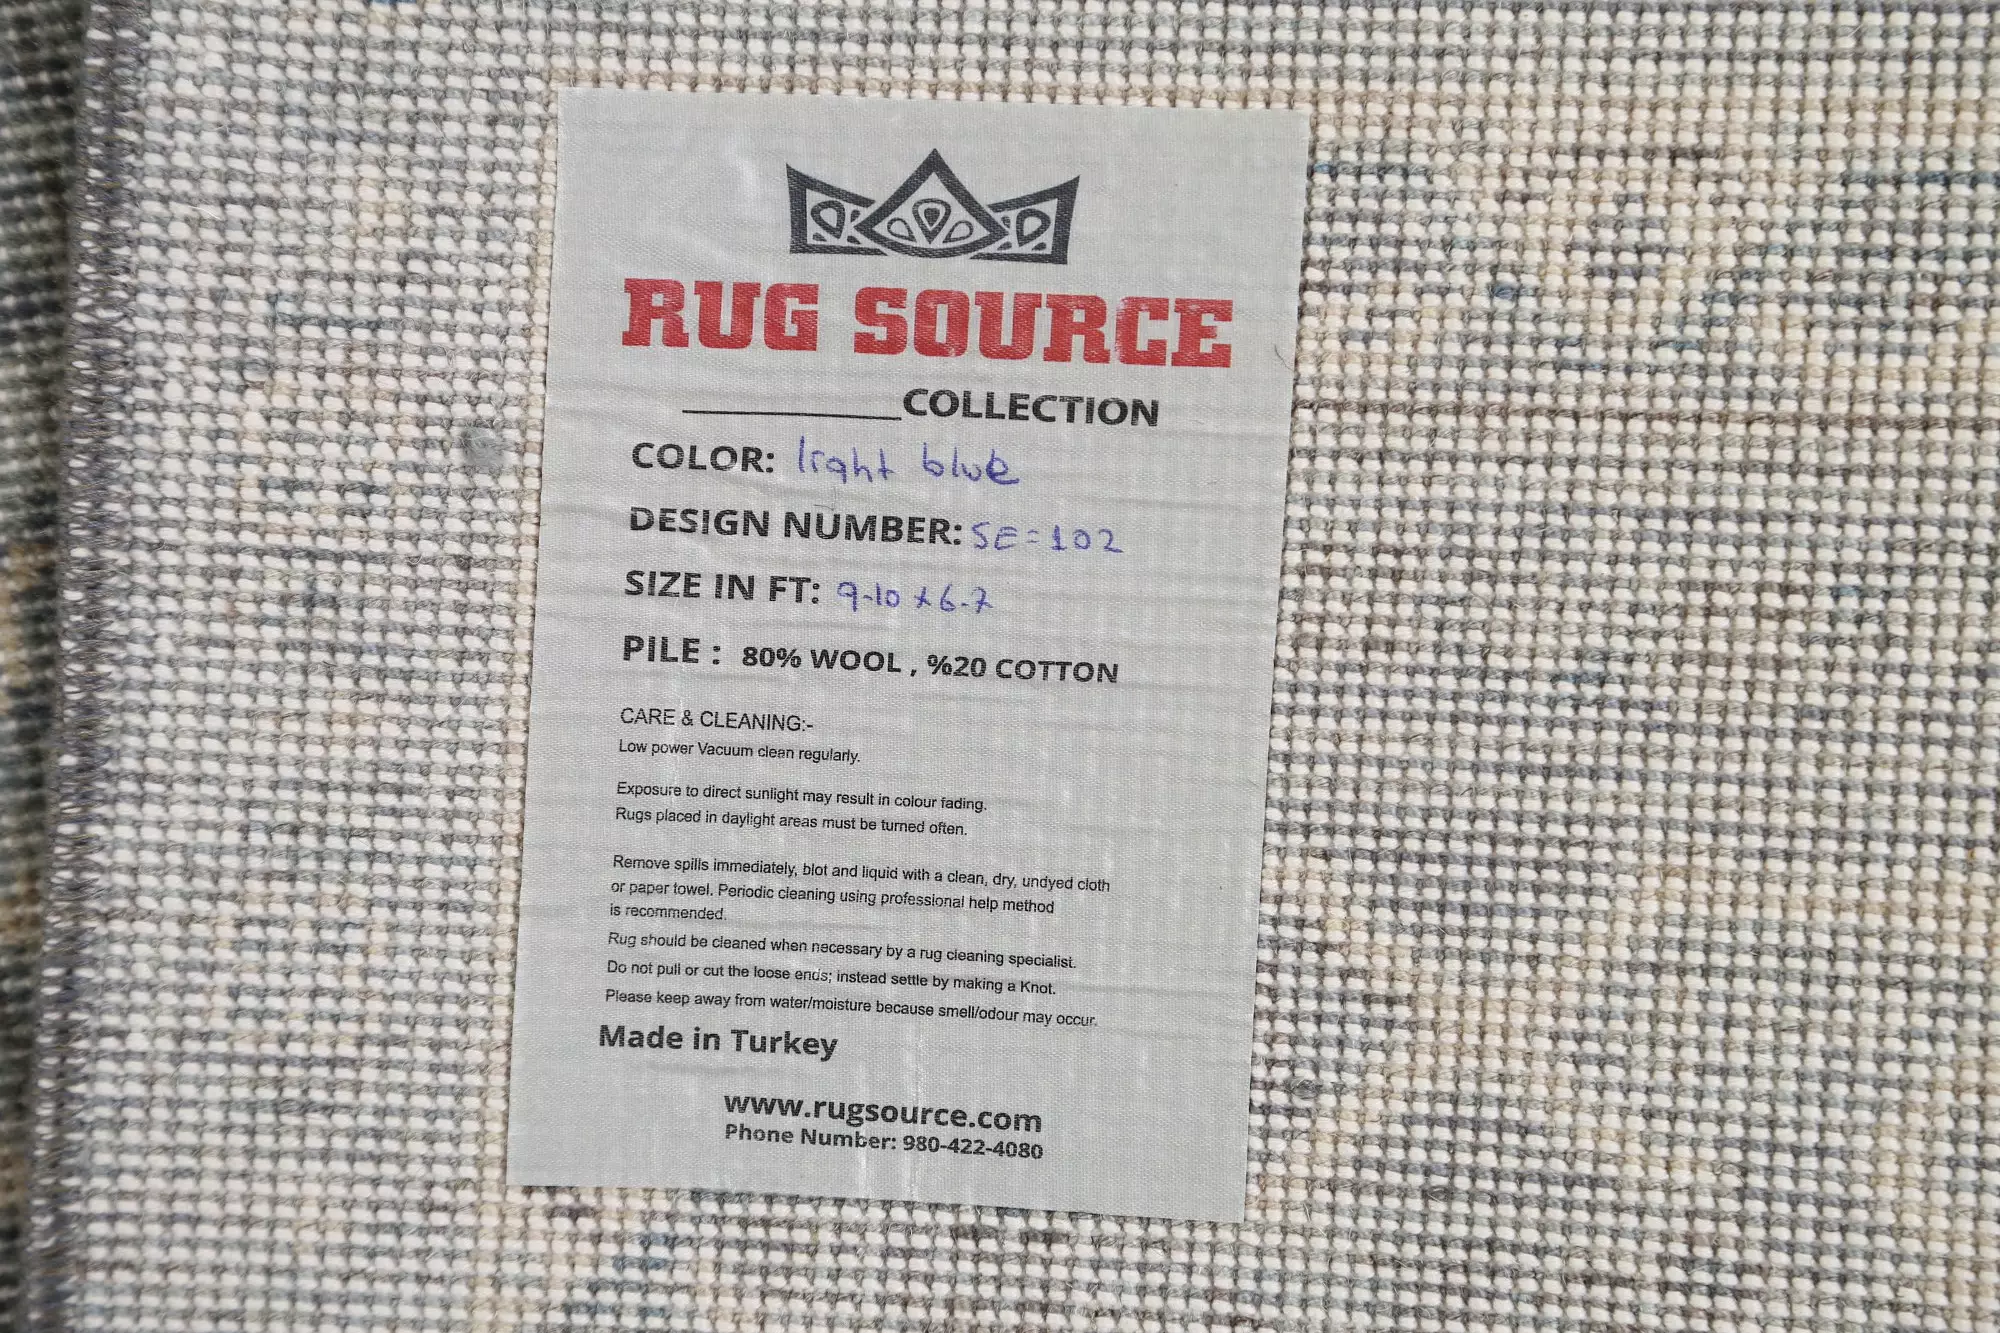 RUG SOURCE
__________COLLECTION
COLOR: light blue
DESIGN NUMBER: SE=102
SIZE IN FT: 9-10 x 6-7
PILE : 80% WOOL , %20 COTTON
CARE & CLEANING:-
Low power Vacuum clean regularly.
Exposure to direct sunlight may result in colour fading.
Rugs placed in daylight areas must be turned often.
Remove spills immediately, blot and liquid with a clean, dry, undyed cloth
or paper towel. Periodic cleaning using professional help method
is recommended.
Rug should be cleaned when necessary by a rug cleaning specialist.
Do not pull or cut the loose ends; instead settle by making a Knot.
Please keep away from water/moisture because smell/odour may occur.
Made in Turkey
www.rugsource.com
Phone Number: 980-422-4080